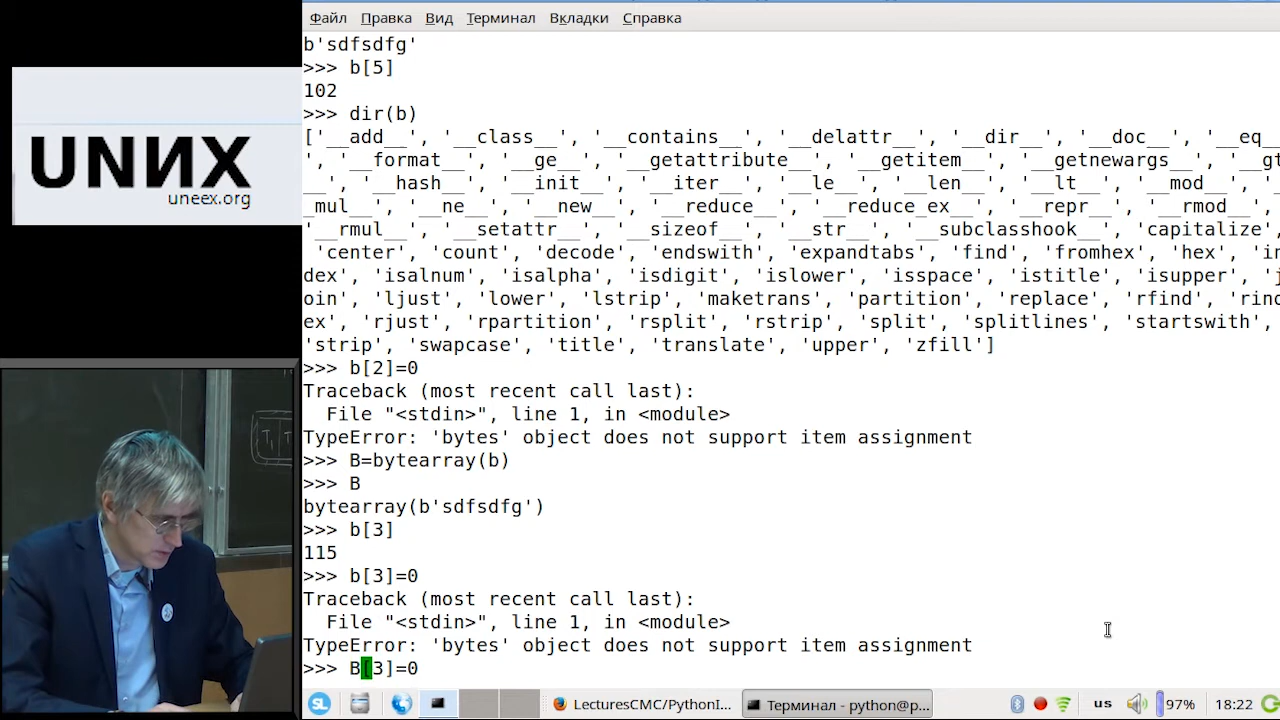 UNИX
uneex.org
Файл Правка Вид Терминал Вкладки Справка
b'sdfsdfg'
>>> b[5]
102
>>> dir(b)
['__add__', '__class__', '__contains__', '__delattr__', '__dir__', '__doc__', '__eq__
', '__format__', '__ge__', '__getattribute__', '__getitem__', '__getnewargs__', '__gt
__', '__hash__', '__init__', '__iter__', '__le__', '__len__', '__lt__', '__mod__', '_
_mul__', '__ne__', '__new__', '__reduce__', '__reduce_ex__', '__repr__', '__rmod__',
'__rmul__', '__setattr__', '__sizeof__', '__str__', '__subclasshook__', 'capitalize',
'center', 'count', 'decode', 'endswith', 'expandtabs', 'find', 'fromhex', 'hex', 'in
dex', 'isalnum', 'isalpha', 'isdigit', 'islower', 'isspace', 'istitle', 'isupper', 'j
oin', 'ljust', 'lower', 'lstrip', 'maketrans', 'partition', 'replace', 'rfind', 'rind
ex', 'rjust', 'rpartition', 'rsplit', 'rstrip', 'split', 'splitlines', 'startswith',
'strip', 'swapcase', 'title', 'translate', 'upper', 'zfill']
>>> b[2]=0
Traceback (most recent call last):
  File "<stdin>", line 1, in <module>
TypeError: 'bytes' object does not support item assignment
>>> B=bytearray(b)
>>> B
bytearray(b'sdfsdfg')
>>> b[3]
115
>>> b[3]=0
Traceback (most recent call last):
  File "<stdin>", line 1, in <module>
TypeError: 'bytes' object does not support item assignment
>>> B[3]=0
LecturesCMC/PythonI... Терминал - python@p... us 97% 18:22